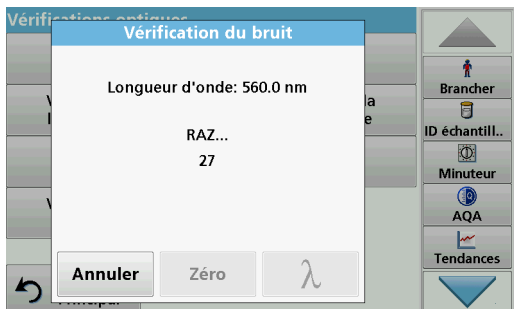 Vérifications optiques
Vérification du bruit
Longueur d'onde: 560.0 nm
RAZ...
27
Annuler
Zéro
λ
Principal
Brancher
ID échantill..
Minuteur
AQA
Tendances